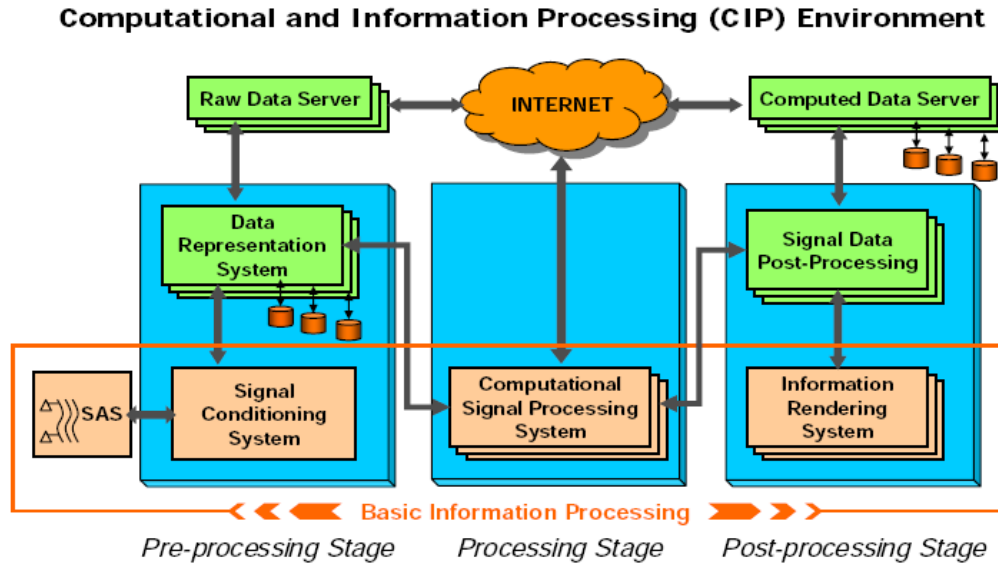 Computational and Information Processing (CIP) Environment
Raw Data Server
INTERNET
Computed Data Server
Data
Representation
System
Signal Data
Post-Processing
SAS
Signal
Conditioning
System
Computational
Signal Processing
System
Information
Rendering
System
Basic Information Processing
Pre-processing Stage
Processing Stage
Post-processing Stage